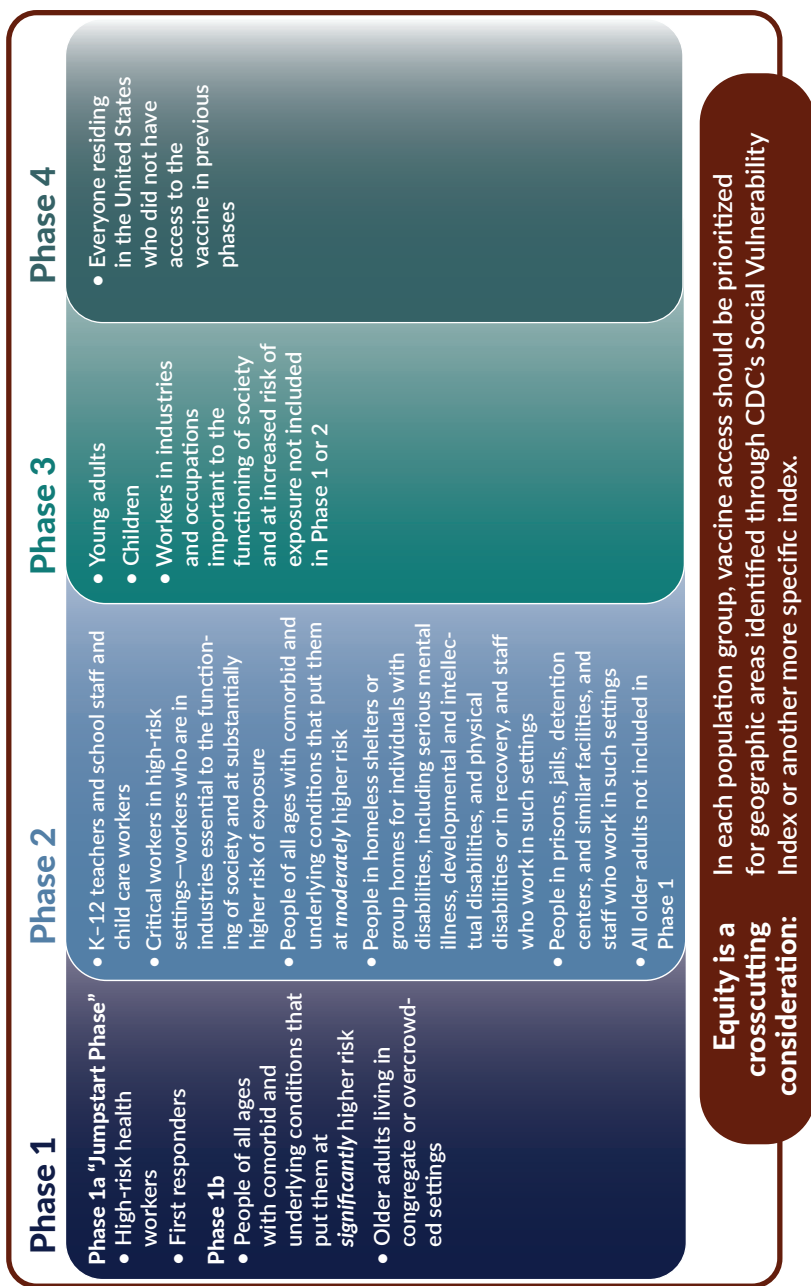 Phase 1
Phase 1a “Jumpstart Phase”
• High-risk health
workers
• First responders
Phase 1b
• People of all ages
with comorbid and
underlying conditions that
put them at
significantly higher risk
• Older adults living in
congregate or overcrowd-
ed settings
Phase 2
• K–12 teachers and school staff and
child care workers
• Critical workers in high-risk
settings—workers who are in
industries essential to the function-
ing of society and at substantially
higher risk of exposure
• People of all ages with comorbid and
underlying conditions that put them
at moderately higher risk
• People in homeless shelters or
group homes for individuals with
disabilities, including serious mental
illness, developmental and intellec-
tual disabilities, and physical
disabilities or in recovery, and staff
who work in such settings
• People in prisons, jails, detention
centers, and similar facilities, and
staff who work in such settings
• All older adults not included in
Phase 1
Phase 3
• Young adults
• Children
• Workers in industries
and occupations
important to the
functioning of society
and at increased risk of
exposure not included
in Phase 1 or 2
Phase 4
• Everyone residing
in the United States
who did not have
access to the
vaccine in previous
phases
Equity is a
crosscutting
consideration:
In each population group, vaccine access should be prioritized
for geographic areas identified through CDC’s Social Vulnerability
Index or another more specific index.